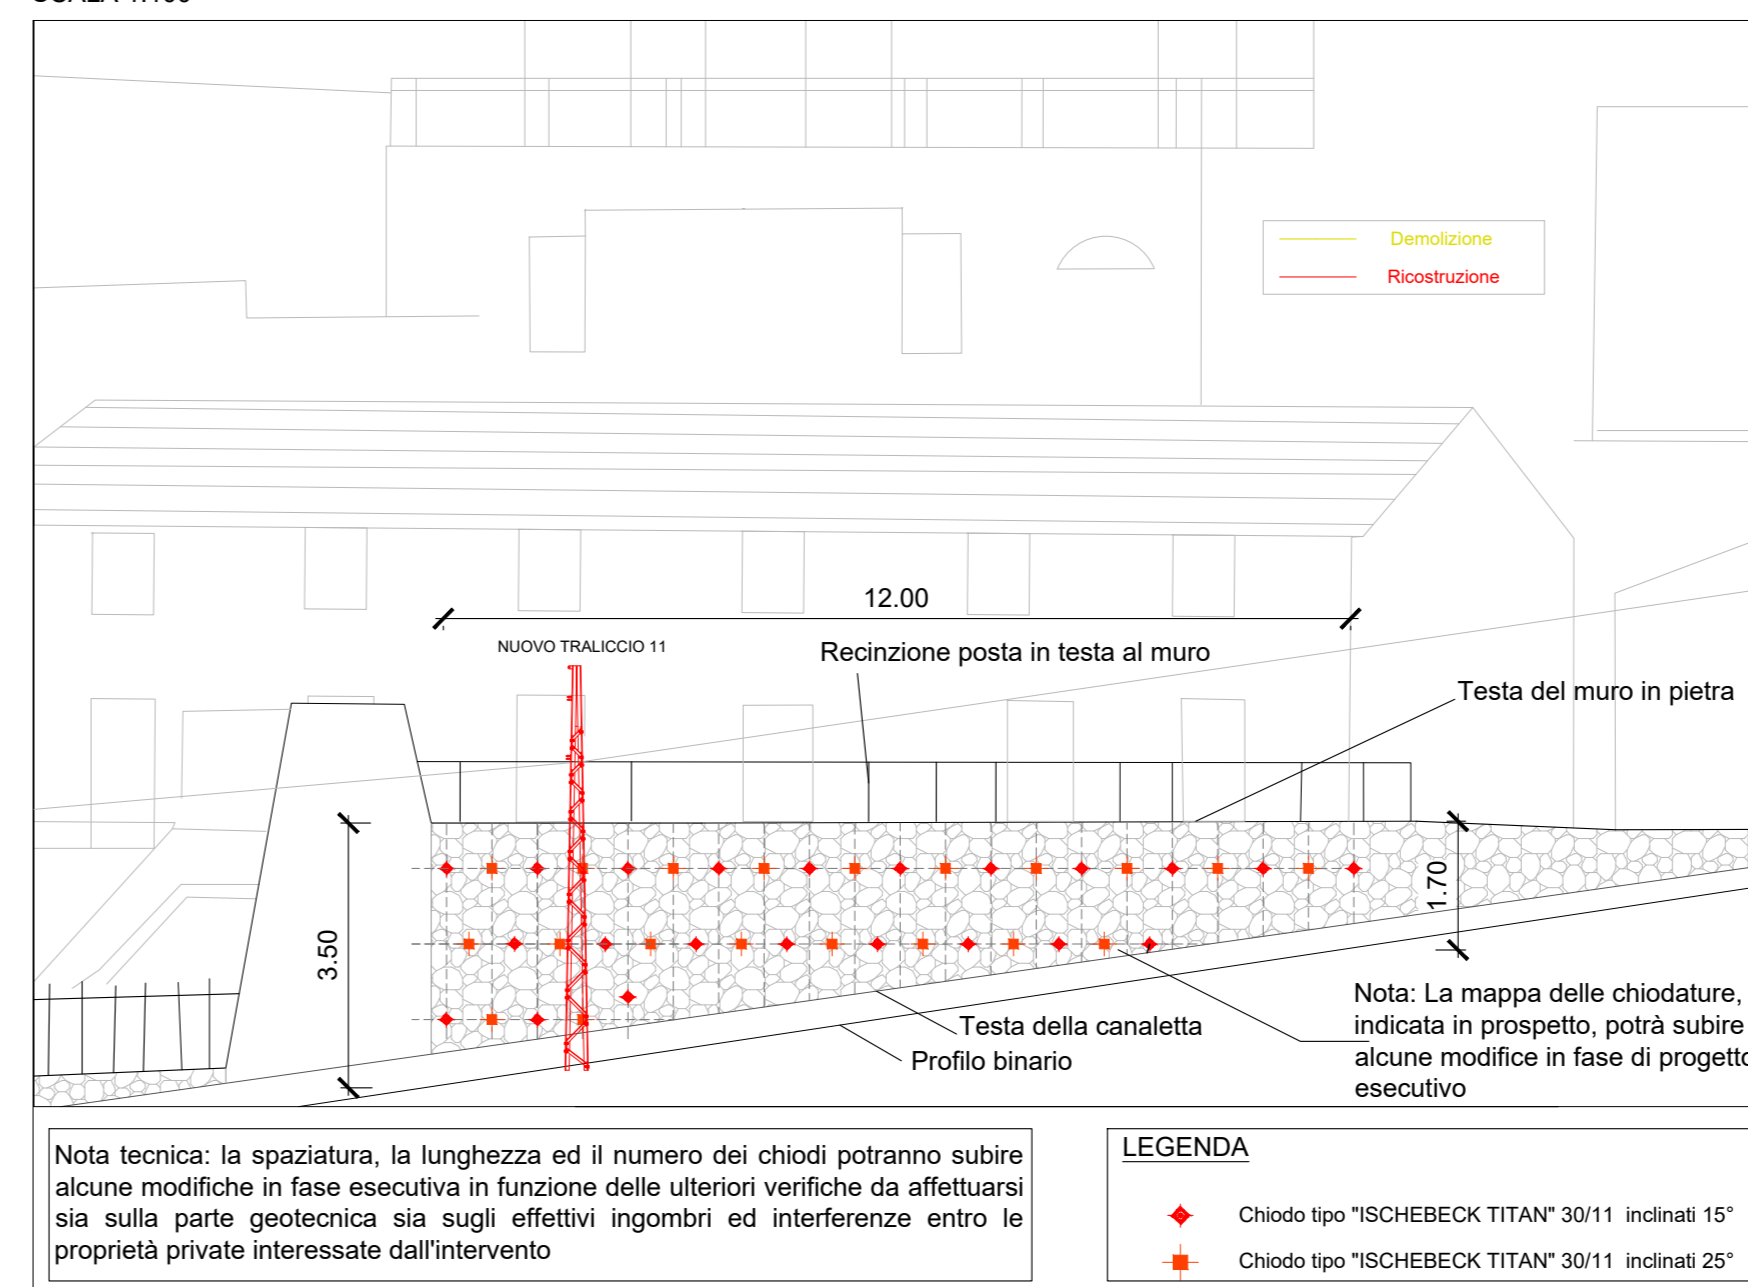 Demolizione
Ricostruzione
12.00
NUOVO TRALICCIO 11
Recinzione posta in testa al muro
Testa del muro in pietra
3.50
1.70
Testa della canaletta
Profilo binario
Nota: La mappa delle chiodature,
indicata in prospetto, potrà subire
alcune modifice in fase di progetto
esecutivo
Nota tecnica: la spaziatura, la lunghezza ed il numero dei chiodi potranno subire
alcune modifiche in fase esecutiva in funzione delle ulteriori verifiche da affettuarsi
sia sulla parte geotecnica sia sugli effettivi ingombri ed interferenze entro le
proprietà private interessate dall'intervento
LEGENDA
Chiodo tipo "ISCHEBECK TITAN" 30/11 inclinati 15°
Chiodo tipo "ISCHEBECK TITAN" 30/11 inclinati 25°